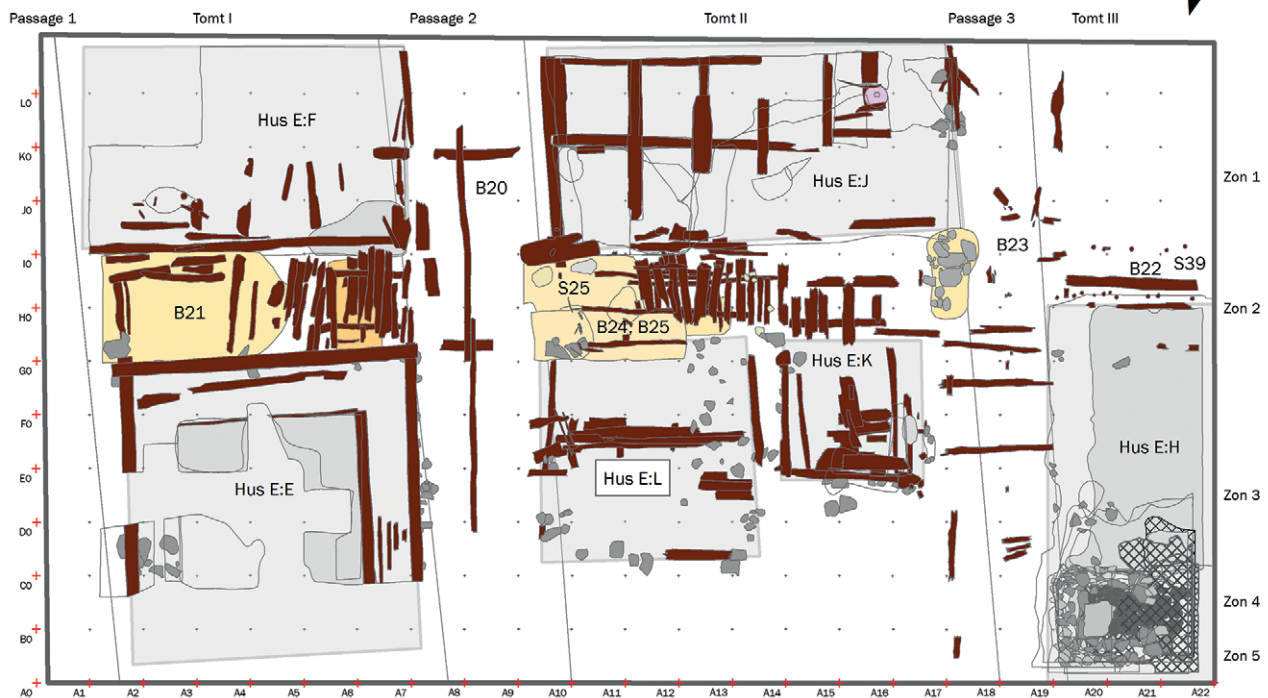 Passage 1 Tomt I Passage 2 Tomt II Passage 3 Tomt III
L0
K0
J0
I0
H0
G0
F0
E0
D0
C0
B0
A0
Hus E:F
B20
Hus E:J
Zon 1
B23
B22
S39
B21
S25
B24, B25
Zon 2
Hus E:K
Hus E:H
Hus E:E
Hus E:L
Zon 3
Zon 4
Zon 5
A1 A2 A3 A4 A5 A6 A7 A8 A9 A10 A11 A12 A13 A14 A15 A16 A17 A18 A19 A20 A21 A22